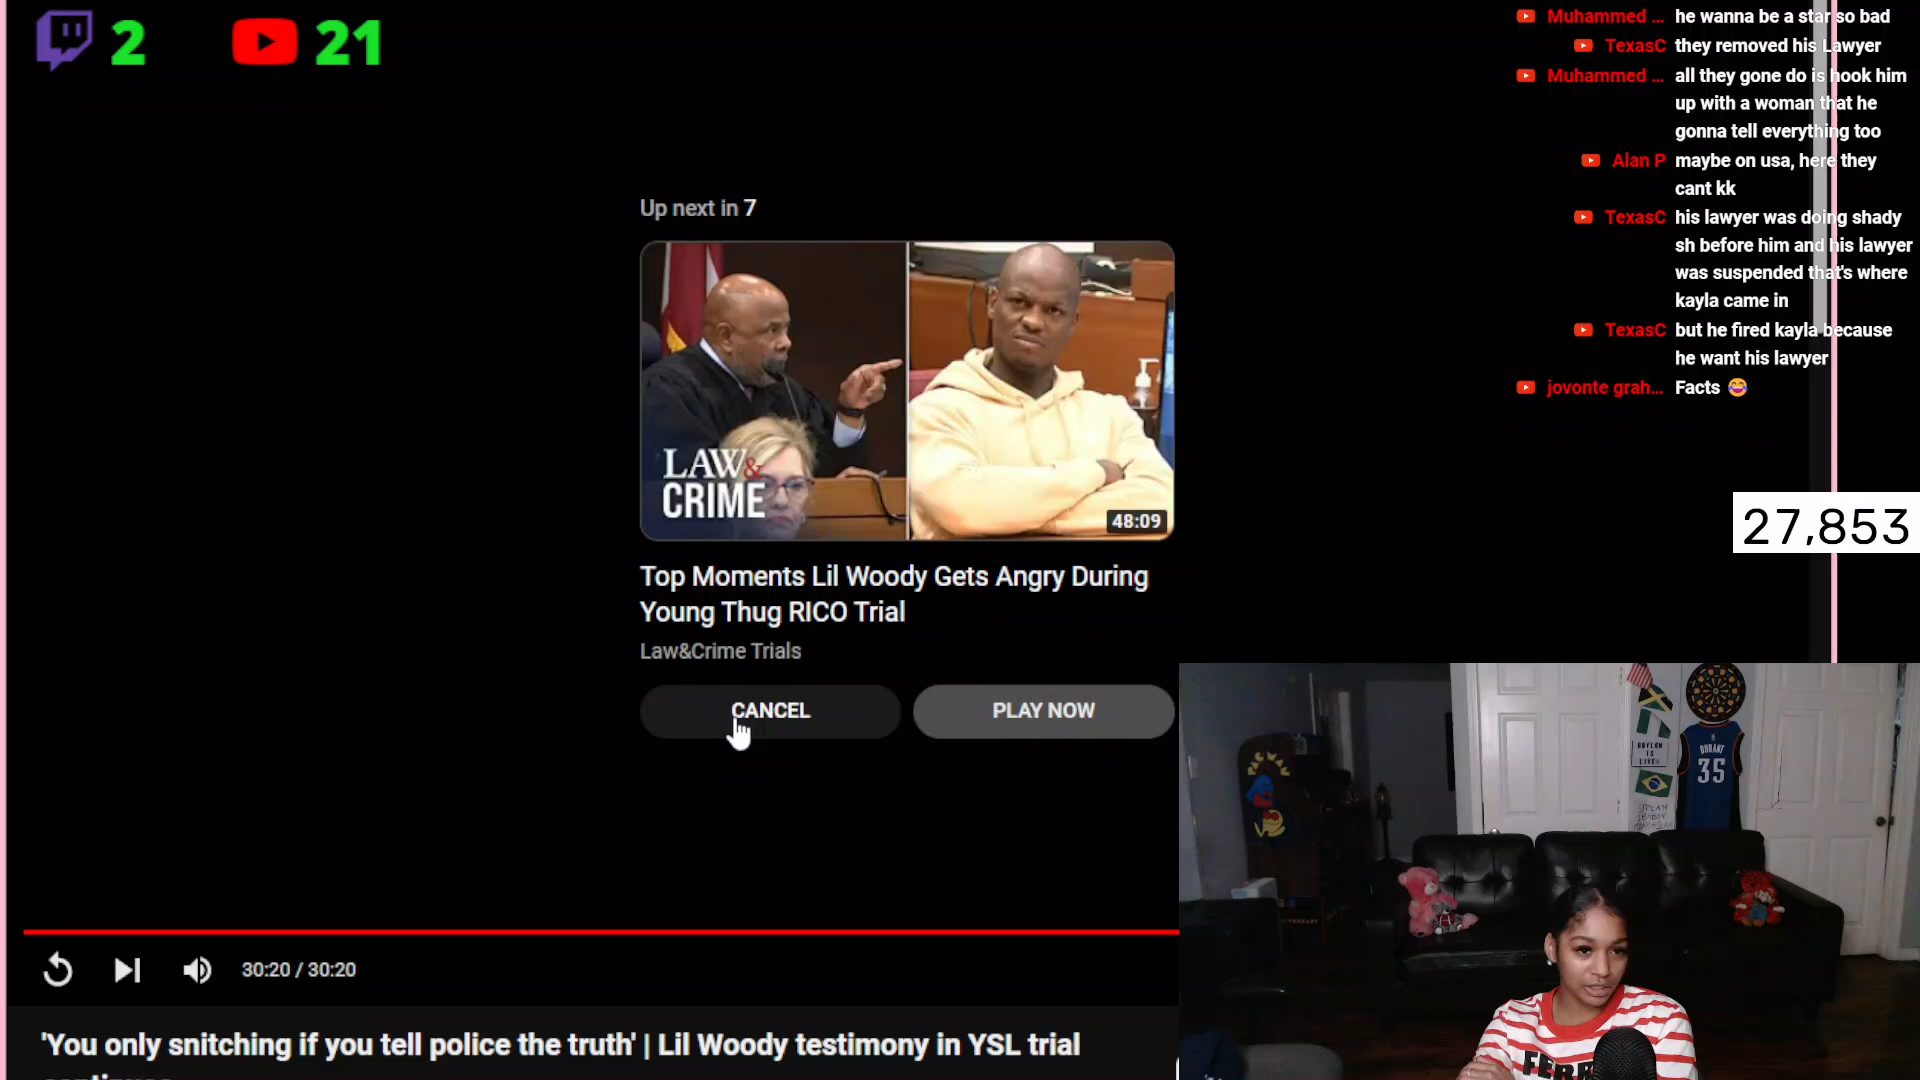 2
21
Muhammed ... he wanna be a star so bad
TexasC they removed his Lawyer
Muhammed ... all they gone do is hook him
up with a woman that he
gonna tell everything too
Alan P maybe on usa, here they
cant kk
TexasC his lawyer was doing shady
sh before him and his lawyer
was suspended that's where
kayla came in
TexasC but he fired kayla because
he want his lawyer
jovonte grah... Facts 😂
Up next in 7
LAW&
CRIME
48:09
Top Moments Lil Woody Gets Angry During
Young Thug RICO Trial
Law&Crime Trials
CANCEL
PLAY NOW
27,853
PAC MAN
DURANT
35
30:20 / 30:20
'You only snitching if you tell police the truth' | Lil Woody testimony in YSL trial